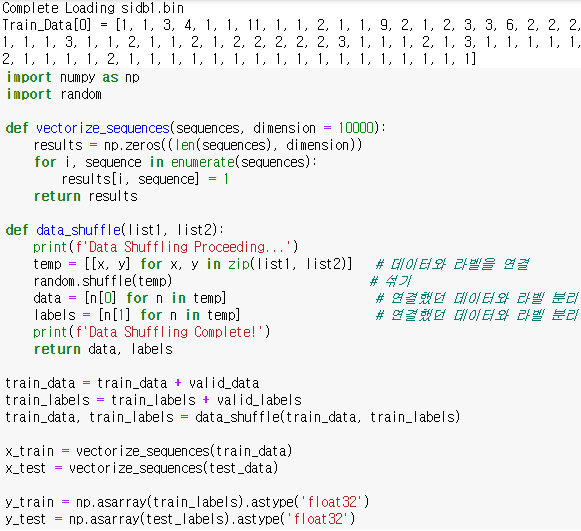 Complete Loading sidb1.bin
Train_Data[0] = [1, 1, 3, 4, 1, 1, 11, 1, 1, 2, 1, 1, 9, 2, 1, 2, 3, 3, 6, 2, 2, 2,
1, 1, 1, 3, 1, 1, 2, 1, 1, 2, 1, 2, 2, 2, 2, 2, 3, 1, 1, 1, 2, 1, 3, 1, 1, 1, 1, 1,
2, 1, 1, 1, 1, 2, 1, 1, 1, 1, 1, 1, 1, 1, 1, 1, 1, 1, 1, 1, 1, 1, 1, 1]
import numpy as np
import random
def vectorize_sequences(sequences, dimension = 10000):
    results = np.zeros((len(sequences), dimension))
    for i, sequence in enumerate(sequences):
        results[i, sequence] = 1
    return results
def data_shuffle(list1, list2):
    print(f'Data Shuffling Proceeding...')
    temp = [[x, y] for x, y in zip(list1, list2)]   # 데이터와 라벨을 연결
    random.shuffle(temp)   # 섞기
    data = [n[0] for n in temp]   # 연결했던 데이터와 라벨 분리
    labels = [n[1] for n in temp]   # 연결했던 데이터와 라벨 분리
    print(f'Data Shuffling Complete!')
    return data, labels
train_data = train_data + valid_data
train_labels = train_labels + valid_labels
train_data, train_labels = data_shuffle(train_data, train_labels)
x_train = vectorize_sequences(train_data)
x_test = vectorize_sequences(test_data)
y_train = np.asarray(train_labels).astype('float32')
y_test = np.asarray(test_labels).astype('float32')